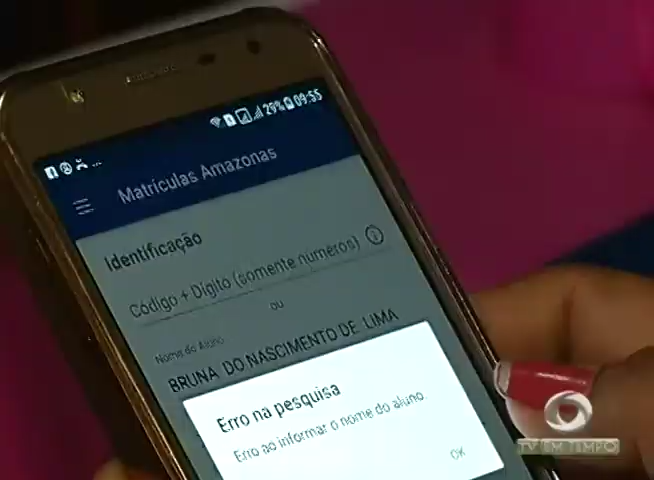 29% 09:55
Matrículas Amazonas
Identificação
Código + Dígito (somente números)
ou
Nome do Aluno
BRUNA DO NASCIMENTO DE LIMA
Erro na pesquisa
Erro ao informar o nome do aluno
OK
TV EM TEMPO